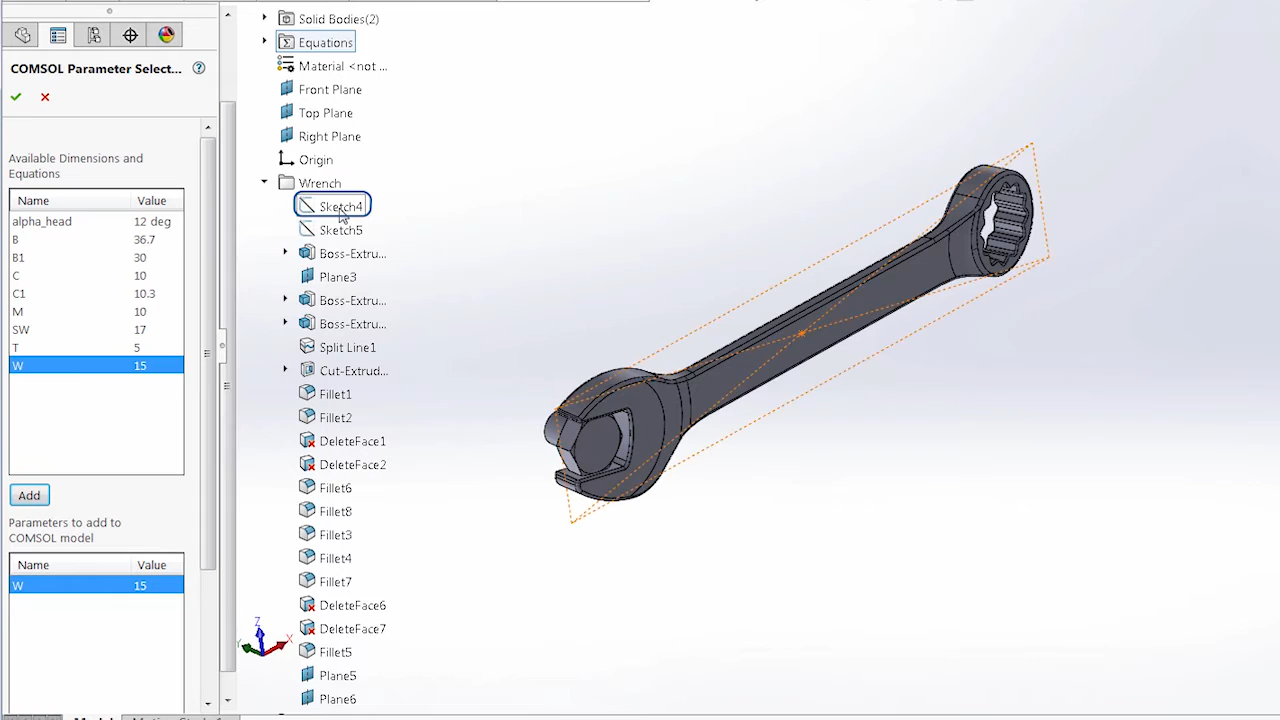 COMSOL Parameter Select...
?
Available Dimensions and
Equations
Name Value
alpha_head 12 deg
B 36.7
B1 30
C 10
C1 10.3
M 10
SW 17
T 5
W 15
Add
Parameters to add to
COMSOL model
Name Value
W 15
Solid Bodies(2)
Equations
Material <not ...
Front Plane
Top Plane
Right Plane
Origin
Wrench
Sketch4
Sketch5
Boss-Extru...
Plane3
Boss-Extru...
Boss-Extru...
Split Line1
Cut-Extrud...
Fillet1
Fillet2
DeleteFace1
DeleteFace2
Fillet6
Fillet8
Fillet3
Fillet4
Fillet7
DeleteFace6
DeleteFace7
Fillet5
Plane5
Plane6
Z
Y X